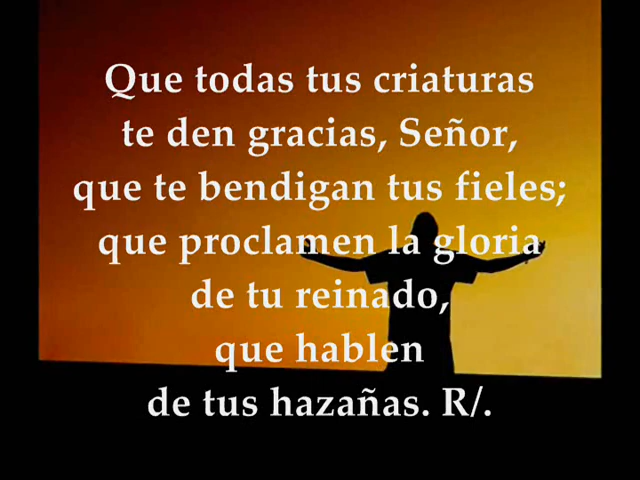 Que todas tus criaturas
te den gracias, Señor,
que te bendigan tus fieles;
que proclamen la gloria
de tu reinado,
que hablen
de tus hazañas. R/.